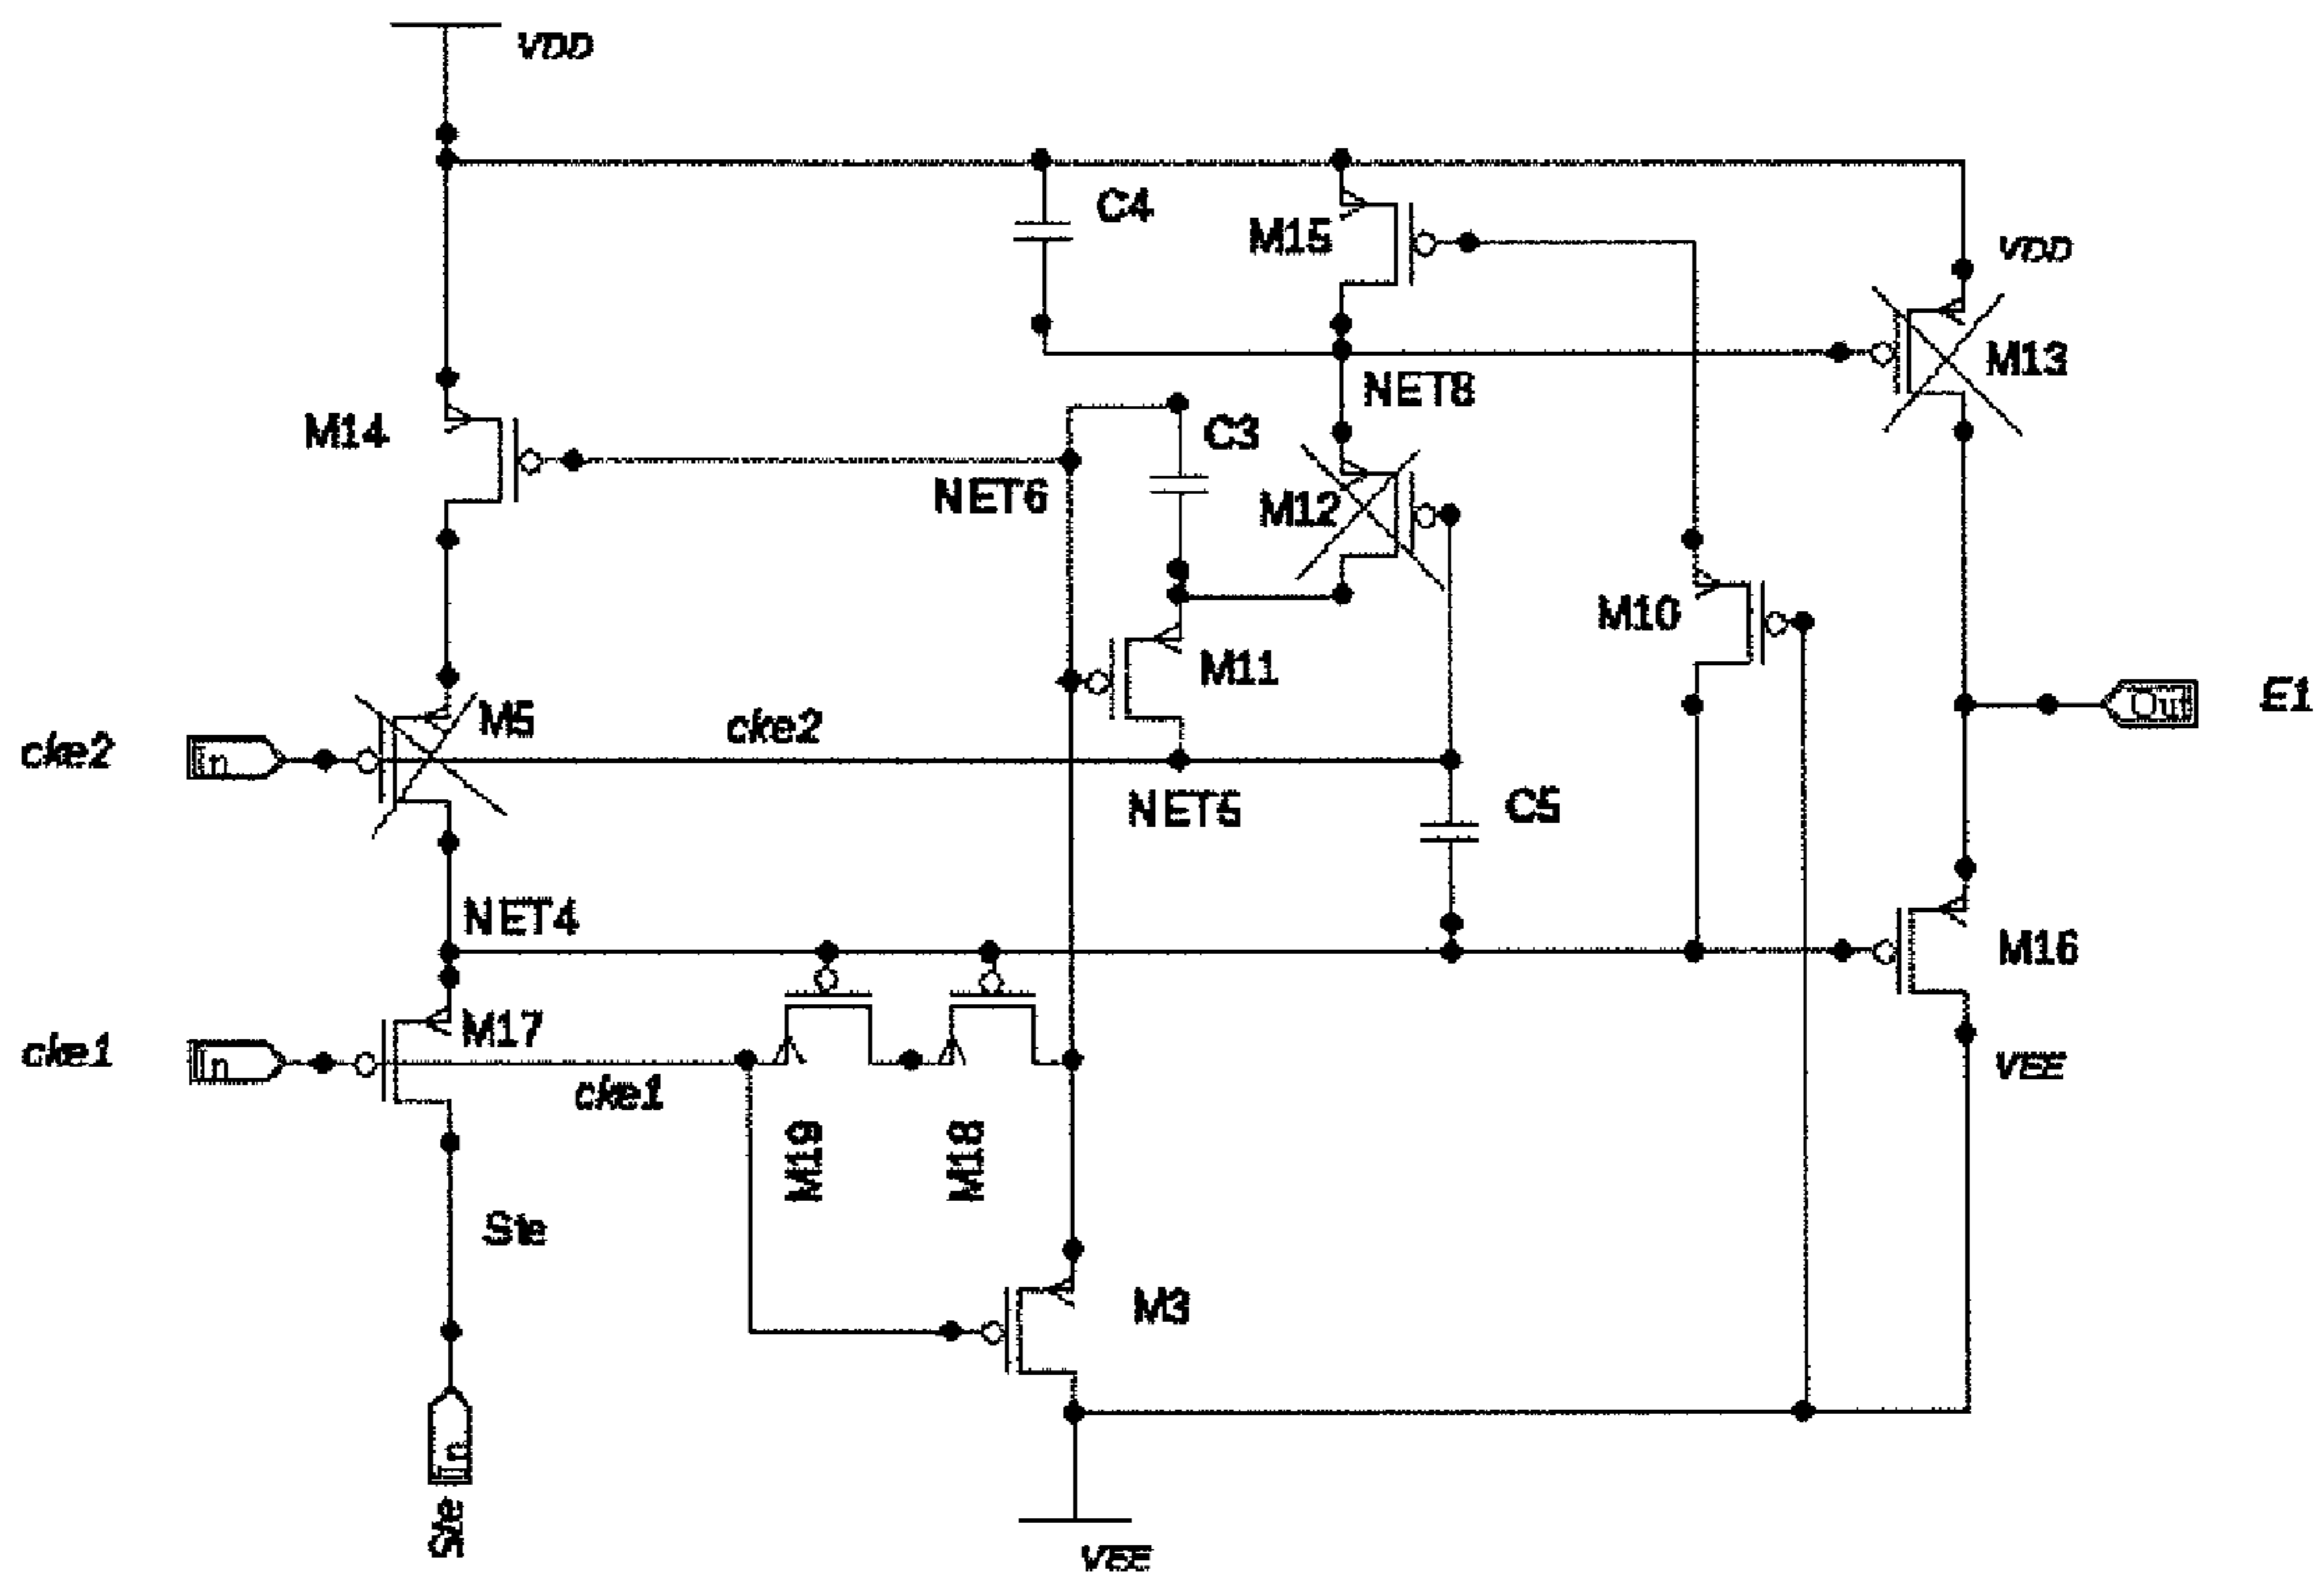 VDD
C4
M15
VDD
M13
NET8
M14
C3
NET6
M12
M10
M11
M5
cke2
In
cke2
Out
E1
NET5
C5
NET4
M16
M17
cke1
In
cke1
VEE
M19
M18
Ste
M3
In
Ste
VEE